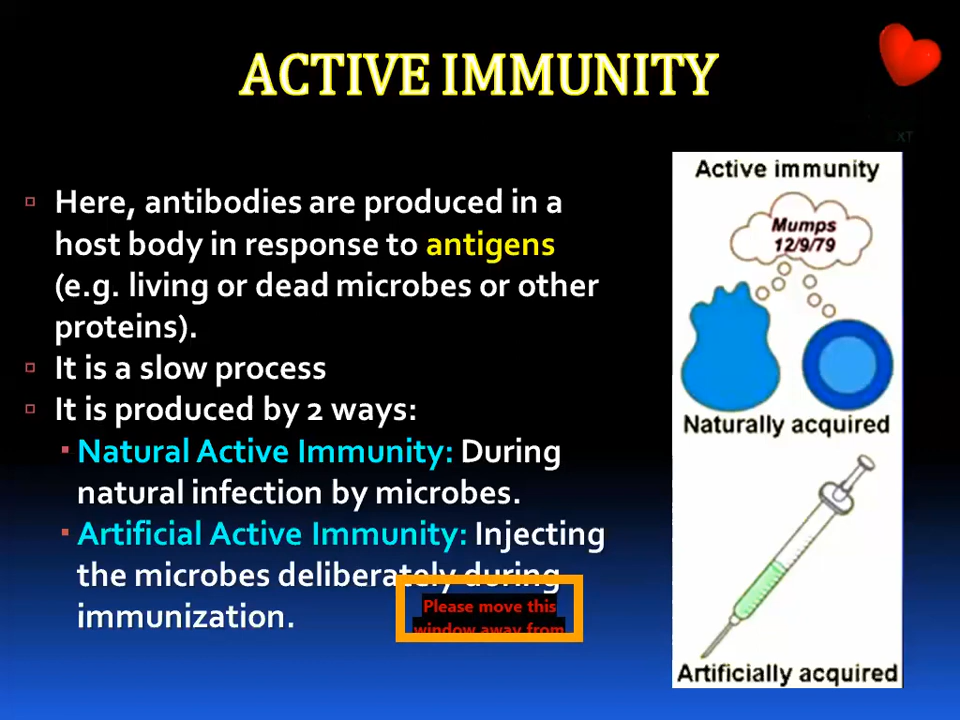 ACTIVE IMMUNITY
XT
Here, antibodies are produced in a
host body in response to antigens
(e.g. living or dead microbes or other
proteins).
It is a slow process
It is produced by 2 ways:
Natural Active Immunity: During
natural infection by microbes.
Artificial Active Immunity: Injecting
the microbes deliberately during
immunization.
Please move this
window away from
Active immunity
Mumps
12/9/79
Naturally acquired
Artificially acquired